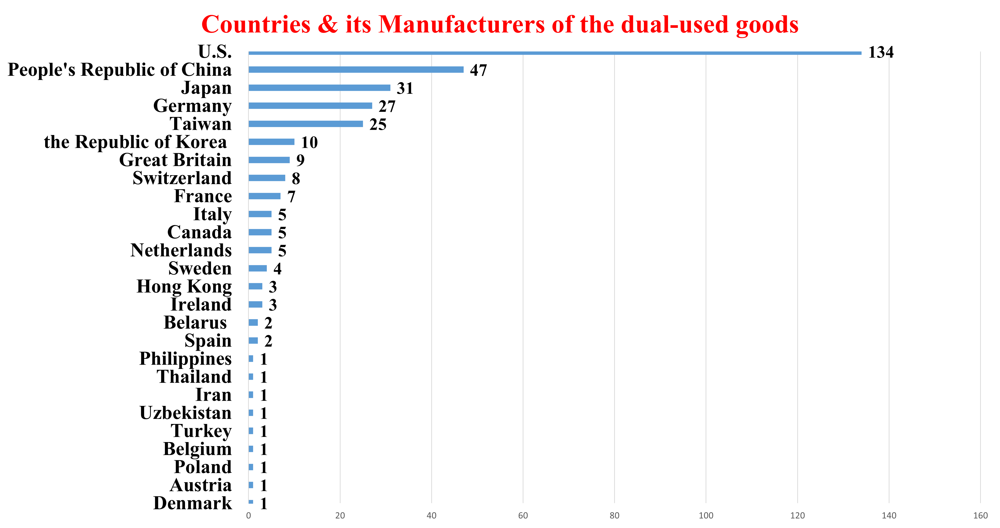 Countries & its Manufacturers of the dual-used goods
U.S. 134
People's Republic of China 47
Japan 31
Germany 27
Taiwan 25
the Republic of Korea 10
Great Britain 9
Switzerland 8
France 7
Italy 5
Canada 5
Netherlands 5
Sweden 4
Hong Kong 3
Ireland 3
Belarus 2
Spain 2
Philippines 1
Thailand 1
Iran 1
Uzbekistan 1
Turkey 1
Belgium 1
Poland 1
Austria 1
Denmark 1
0 20 40 60 80 100 120 140 160